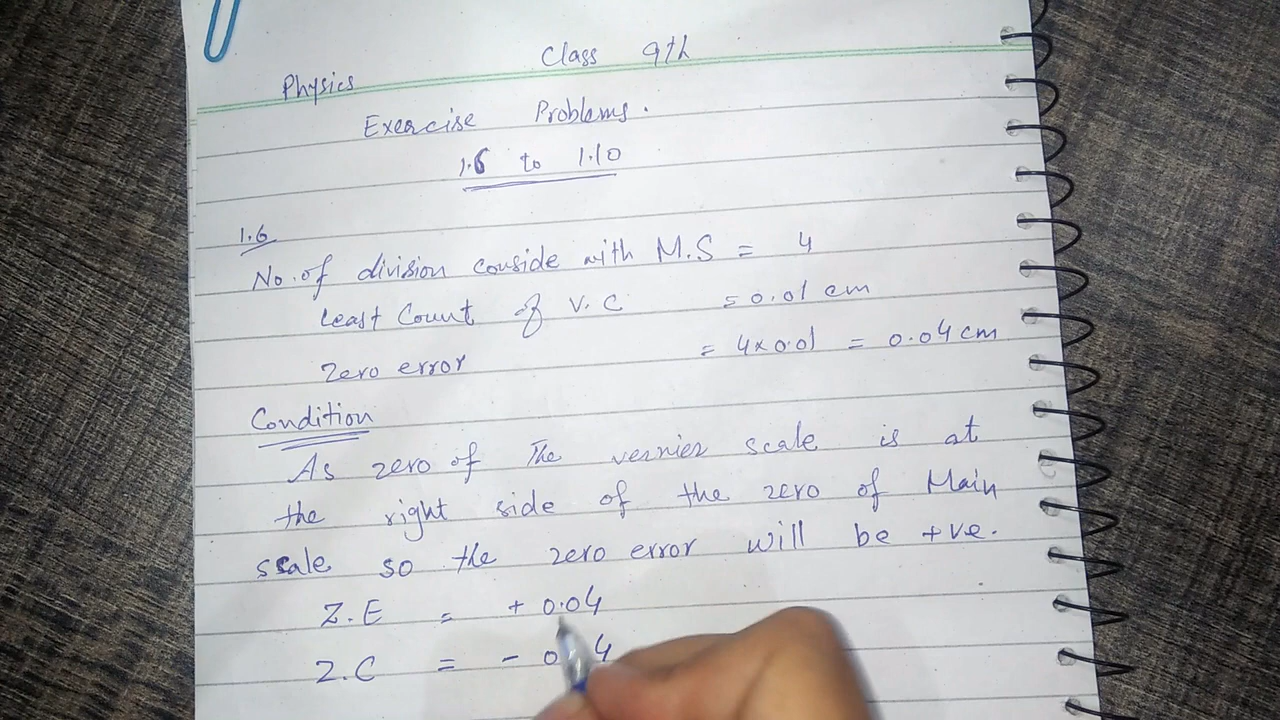 Class 9th
Physics
Exercise Problems.
1.6 to 1.10
1.6
No. of division conside with M.S = 4
Least Count of V.C = 0.01 cm
Zero error = 4x0.01 = 0.04 cm
Condition
As zero of The vernier scale is at
the right side of the zero of Main
scale so the zero error will be +ve.
Z.E = + 0.04
Z.C = - 0 4